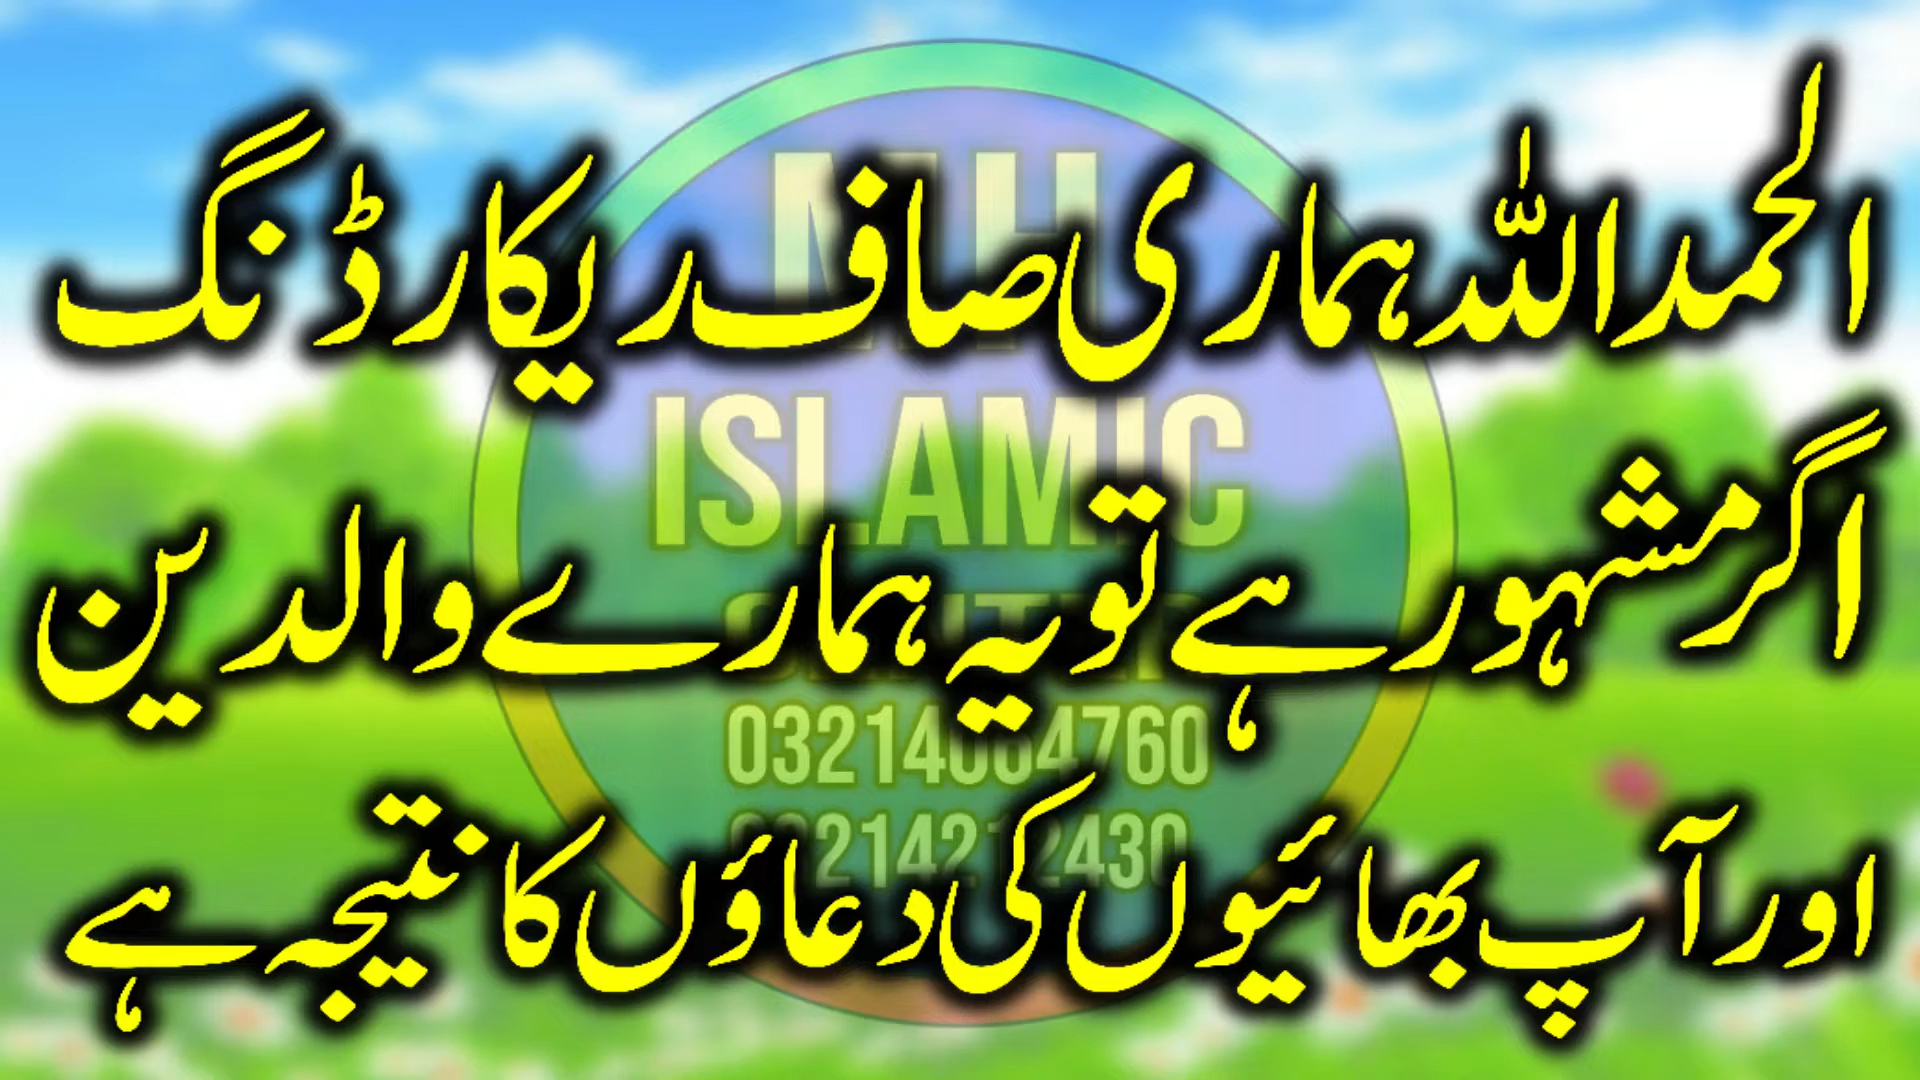 الحمداللہ ہماری صاف ریکارڈنگ
اگر مشہور ہے تو یہ ہمارے والدین
اور آپ بھائیوں کی دعاؤں کا نتیجہ ہے
ISLAMIC